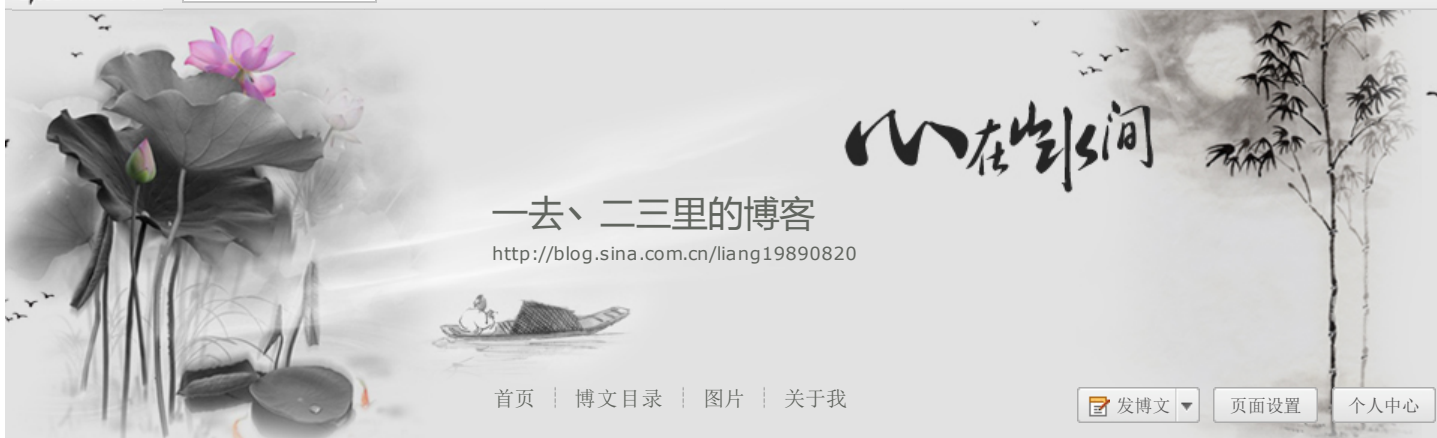 心在山水间
一去丶二三里的博客
http://blog.sina.com.cn/liang19890820
首页 博文目录 图片 关于我
发博文 页面设置 个人中心